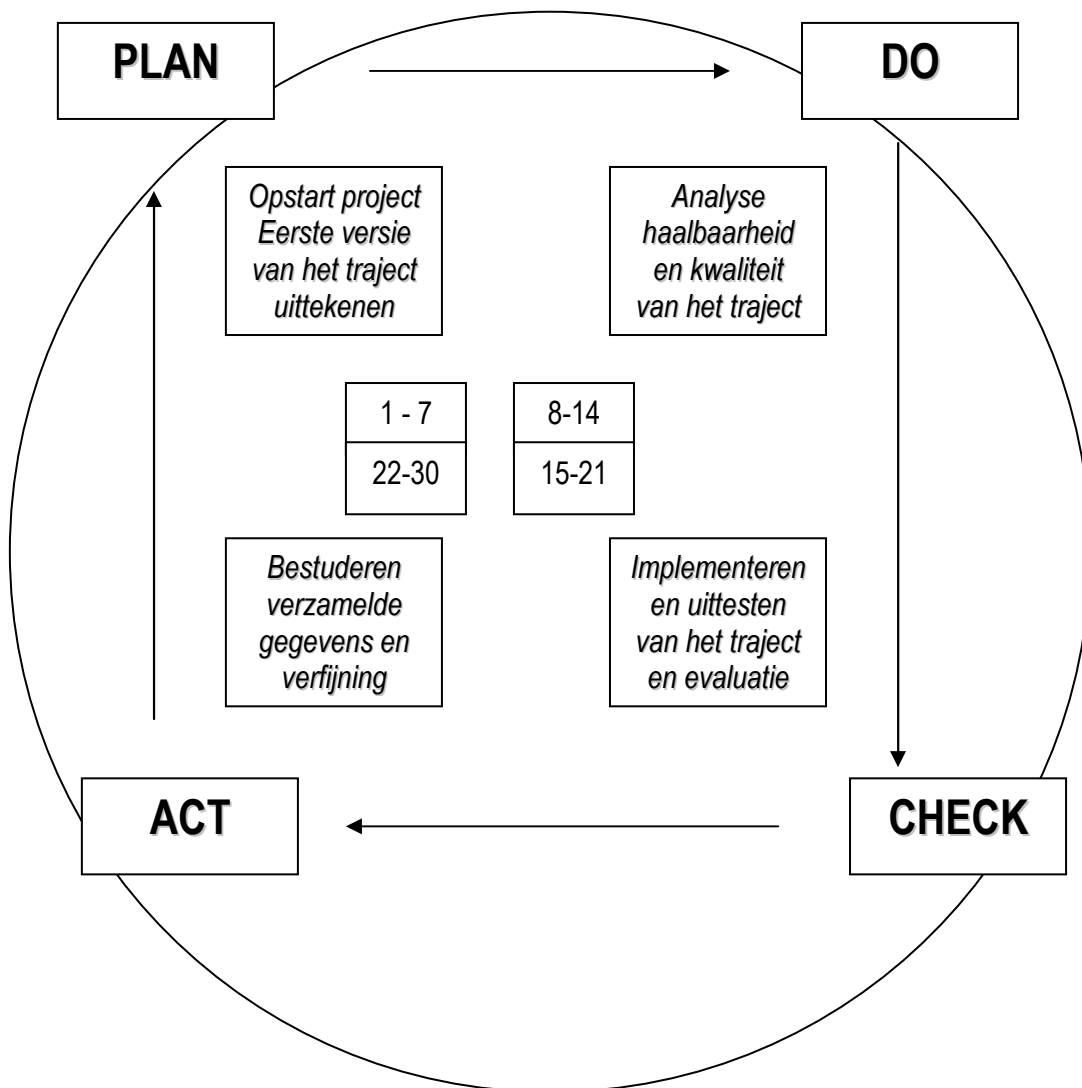 PLAN
DO
Opstart project
Eerste versie
van het traject
uittekenen
Analyse
haalbaarheid
en kwaliteit
van het traject
1 - 7
8-14
22-30
15-21
Bestuderen
verzamelde
gegevens en
verfijning
Implementeren
en uittesten
van het traject
en evaluatie
ACT
CHECK